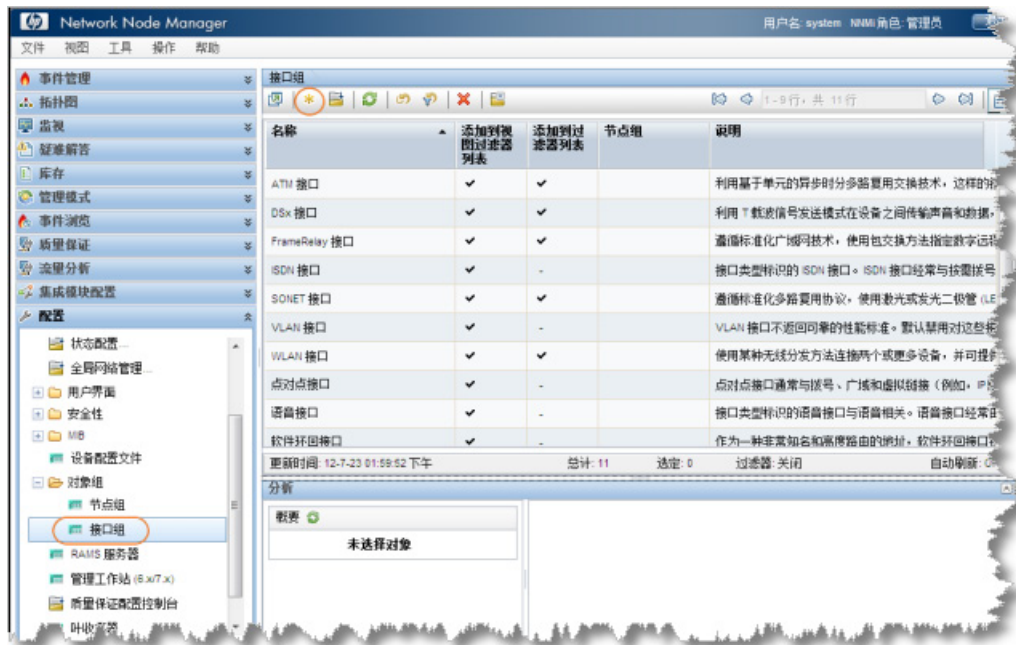 Network Node Manager
用户名: system NNMi 角色: 管理员
文件 视图 工具 操作 帮助
事件管理
拓扑图
监视
疑难解答
库存
管理模式
事件浏览
质量保证
流量分析
集成模块配置
配置
状态配置...
全局网络管理...
用户界面
安全性
MIB
设备配置文件
对象组
节点组
接口组
RAMS 服务器
管理工作站 (6.x/7.x)
质量保证配置控制台
接口组
1-9行, 共 11行
名称 添加到视图过滤器列表 添加到过滤器列表 节点组 说明
ATM 接口 利用基于单元的异步时分多路复用交换技术，这样的
DSx 接口 利用 T 载波信号发送模式在设备之间传输声音和数据，
FrameRelay 接口 遵循标准化广域网技术，使用包交换方法指定数字远
ISDN 接口 - 接口类型标识的 ISDN 接口。ISDN 接口经常与按需拨号
SONET 接口 遵循标准化多路复用协议，使用激光或发光二极管 (LE
VLAN 接口 - VLAN 接口不返回可靠的性能标准。默认禁用对这些
WLAN 接口 使用某种无线分发方法连接两个或更多设备，并可提
点对点接口 - 点对点接口通常与拨号、广域和虚拟链接（例如，IP
语音接口 - 接口类型标识的语音接口与语音相关。语音接口经常
软件环回接口 - 作为一种非常知名和高度路由的地址，软件环回接口
更新时间: 12-7-23 01:59:52 下午 总计: 11 选定: 0 过滤器: 关闭 自动刷新:
分析
概要
未选择对象